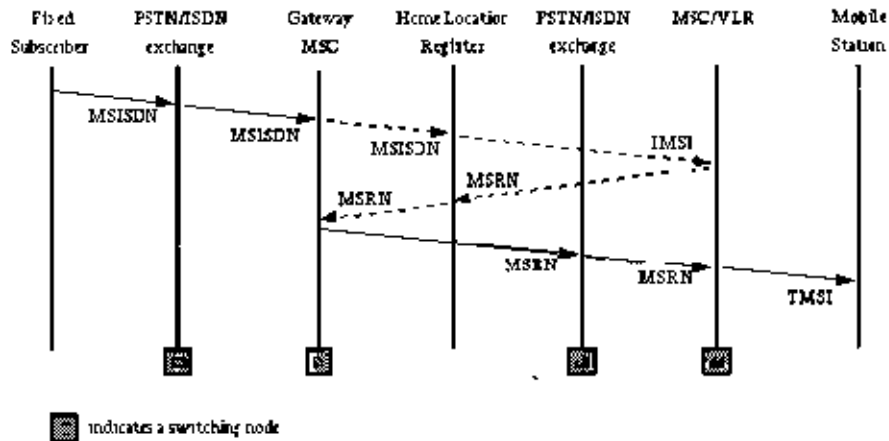 Fixed Subscriber
PSTN/ISDN exchange
Gateway MSC
Home Location Register
PSTN/ISDN exchange
MSC/VLR
Mobile Station
MSISDN
MSISDN
MSISDN
IMSI
MSRN
MSRN
MSRN
MSRN
TMSI
indicates a switching node